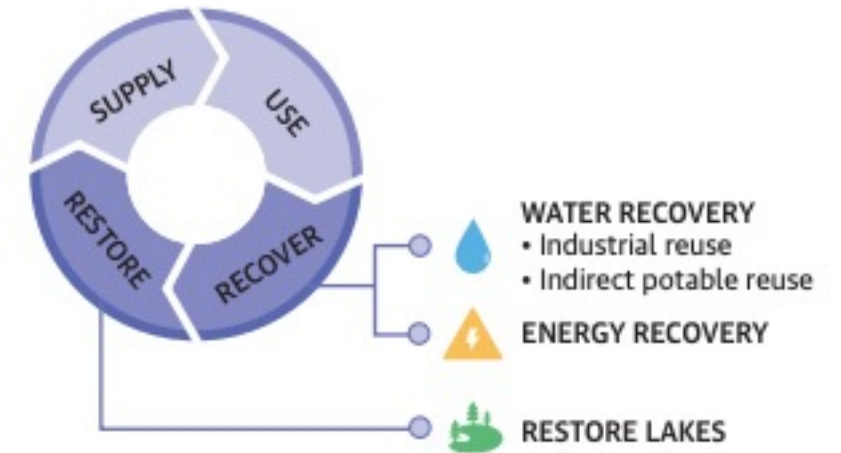 SUPPLY
USE
RESTORE
RECOVER
WATER RECOVERY
• Industrial reuse
• Indirect potable reuse
ENERGY RECOVERY
RESTORE LAKES